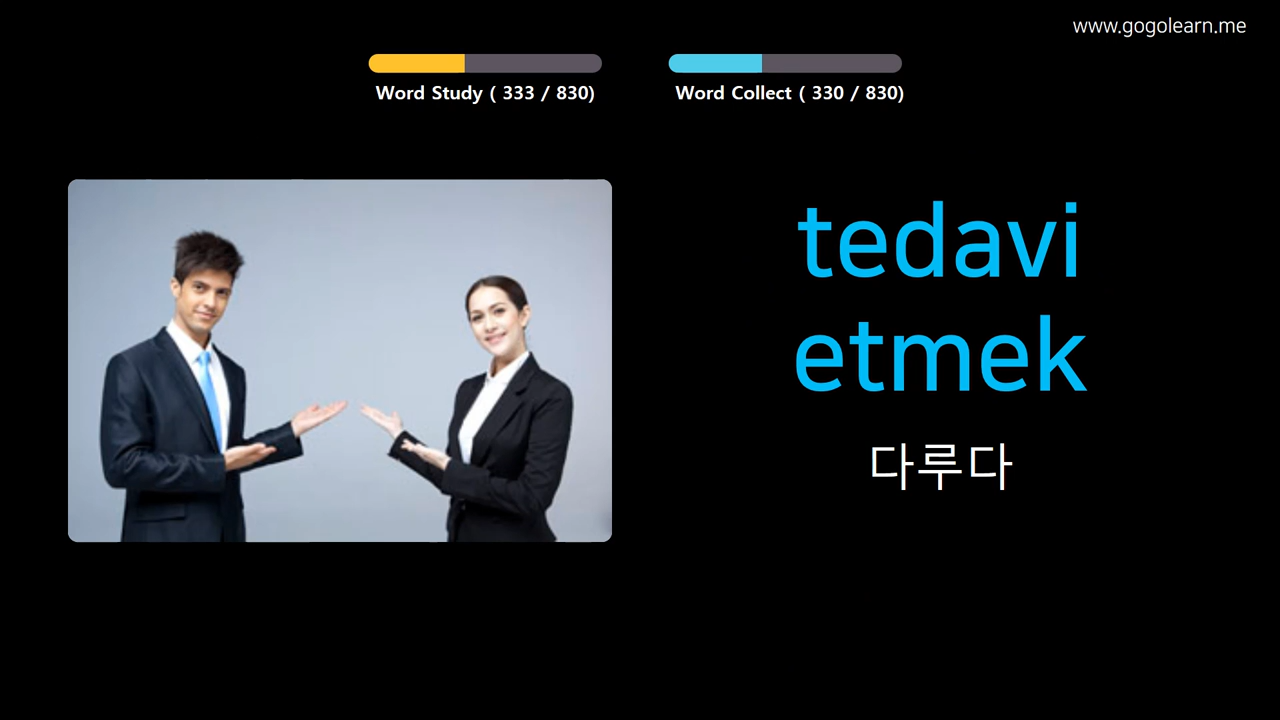 www.gogolearn.me
Word Study ( 333 / 830)
Word Collect ( 330 / 830)
tedavi
etmek
다루다